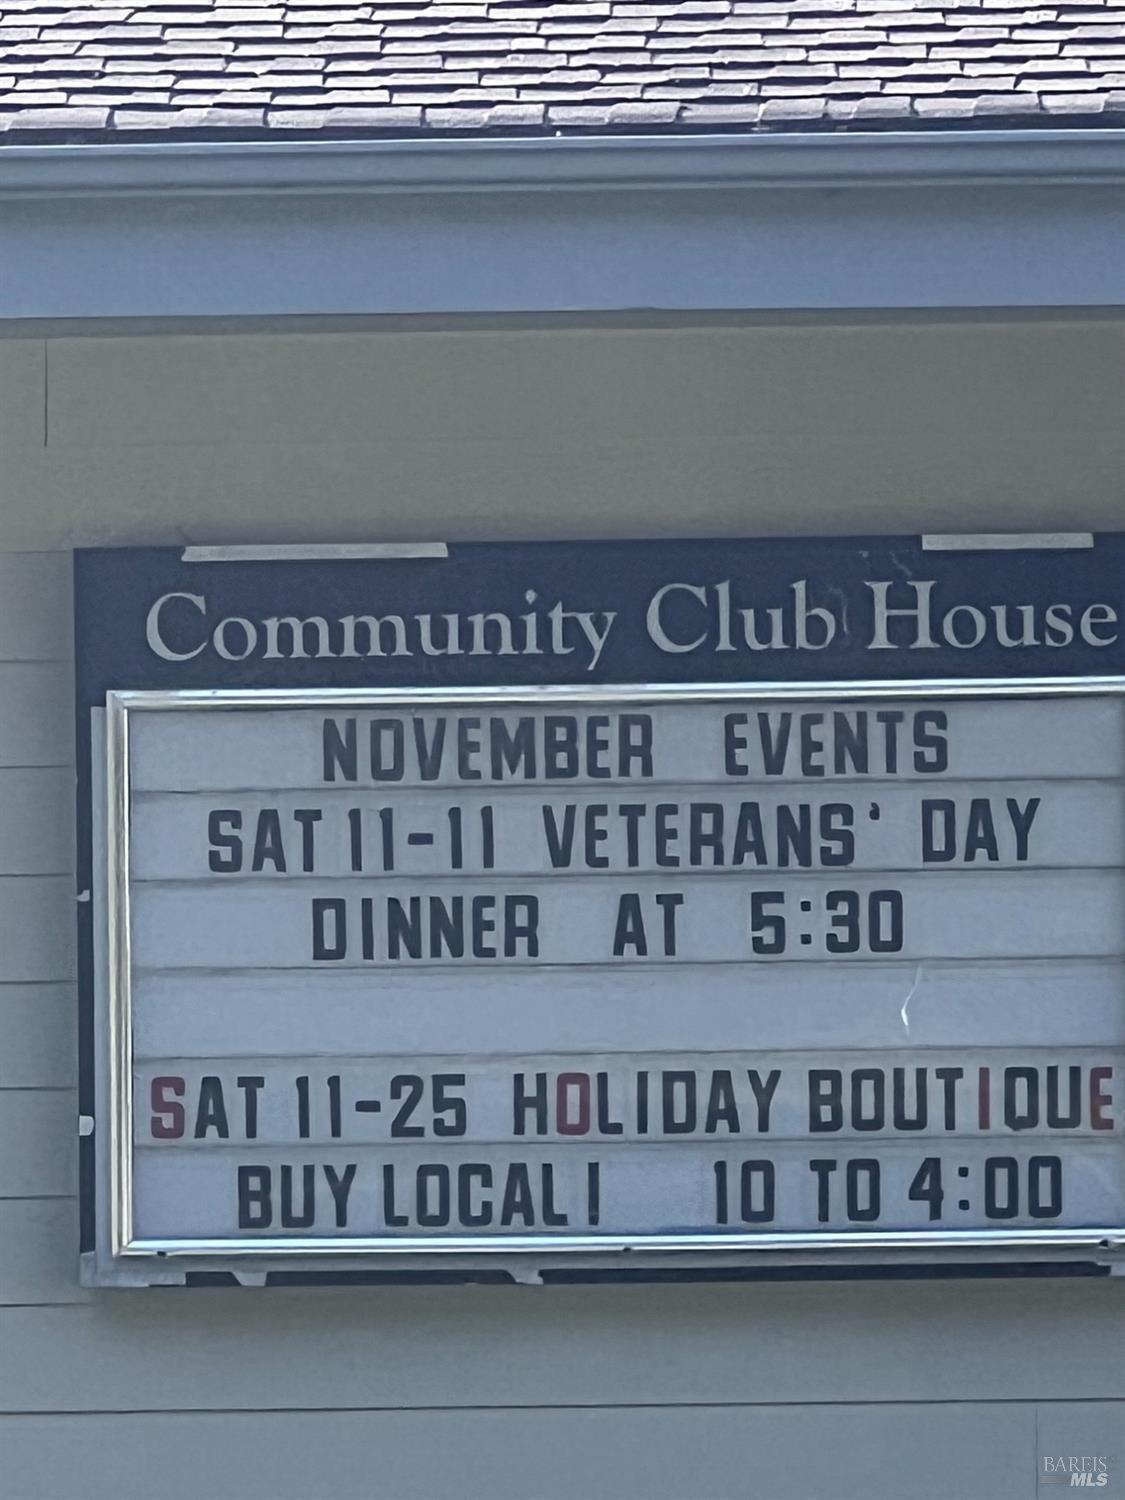 Community Club House
NOVEMBER EVENTS
SAT 11-11 VETERANS' DAY
DINNER AT 5:30
SAT 11-25 HOLIDAY BOUTIQUE
BUY LOCAL! 10 TO 4:00
BAREIS
MLS